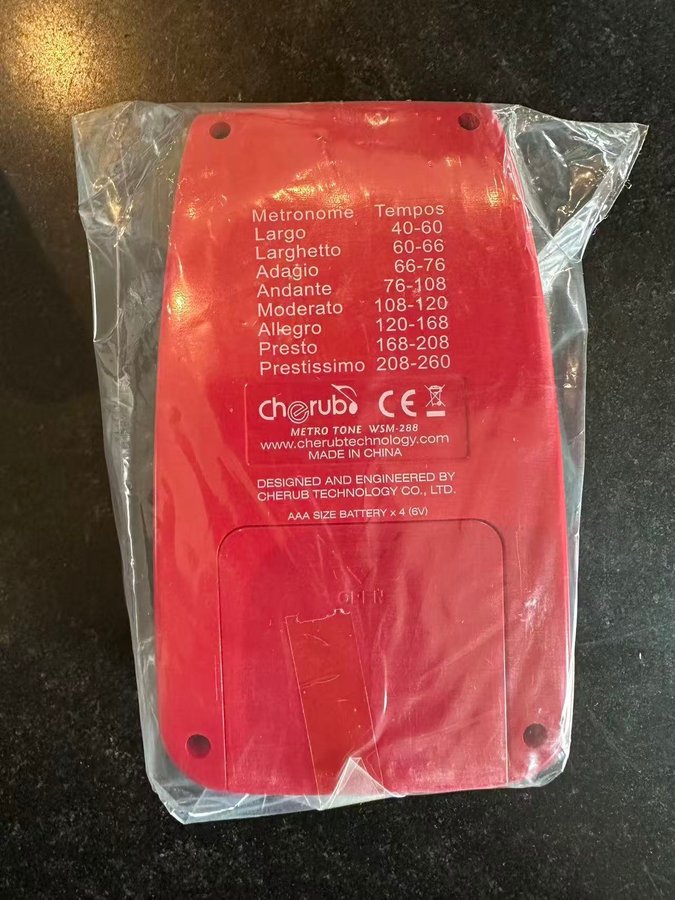 Metronome Tempos
Largo 40-60
Larghetto 60-66
Adagio 66-76
Andante 76-108
Moderato 108-120
Allegro 120-168
Presto 168-208
Prestissimo 208-260
cherub CE
METRO TONE WSM-288
www.cherubtechnology.com
MADE IN CHINA
DESIGNED AND ENGINEERED BY
CHERUB TECHNOLOGY CO., LTD.
AAA SIZE BATTERY x 4 (6V)
OPEN